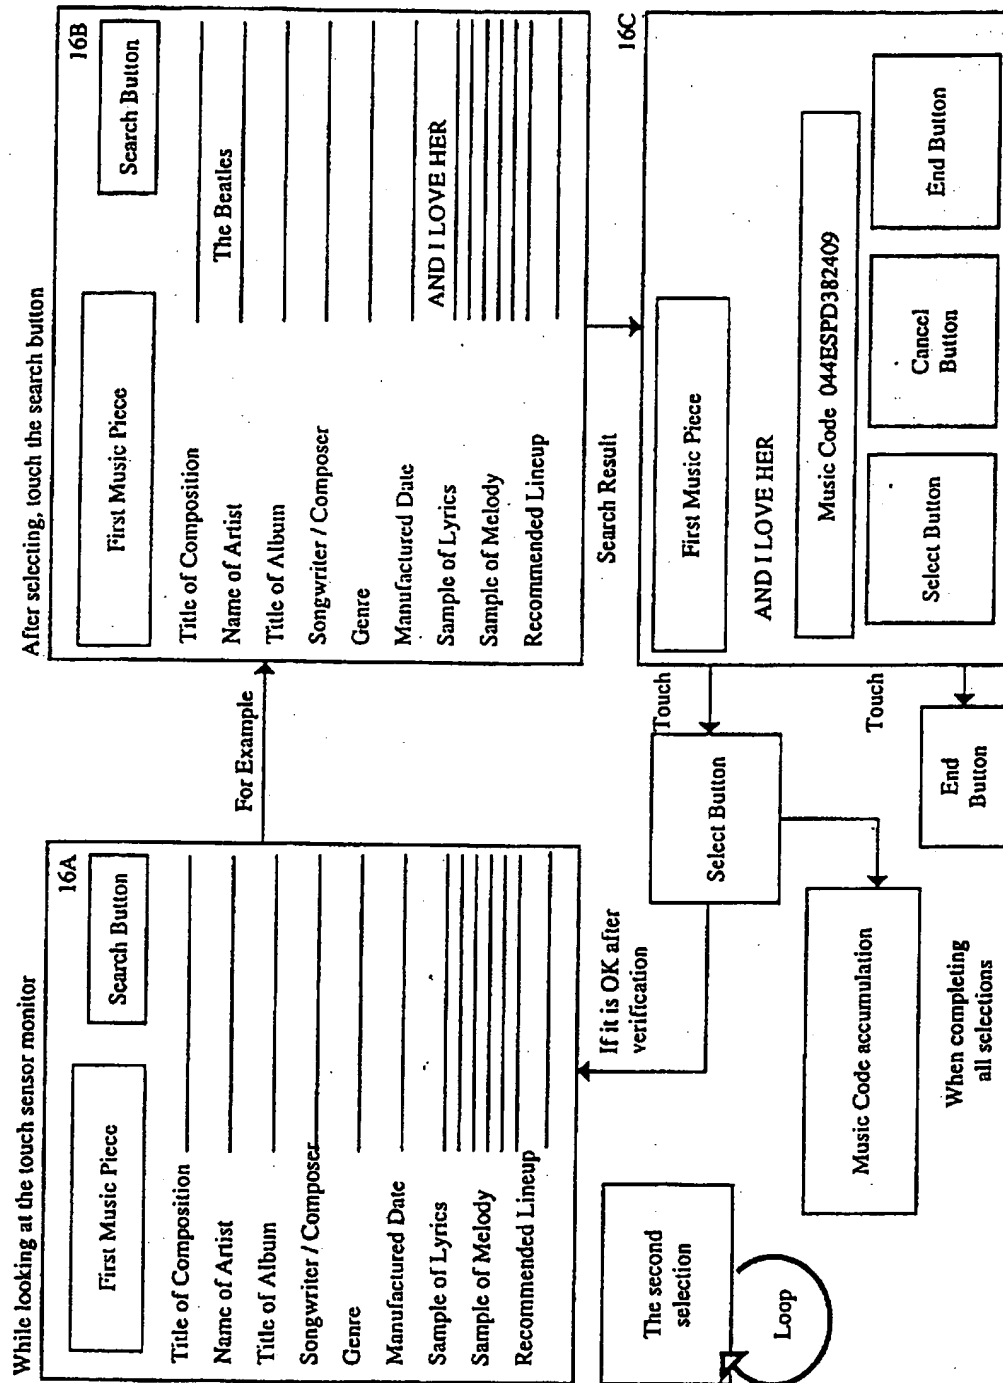 While looking at the touch sensor monitor
16A
First Music Piece
Search Button
Title of Composition
Name of Artist
Title of Album
Songwriter / Composer
Genre
Manufactured Date
Sample of Lyrics
Sample of Melody
Recommended Lineup
For Example
After selecting, touch the search button
16B
First Music Piece
Search Button
Title of Composition
Name of Artist
The Beatles
Title of Album
Songwriter / Composer
Genre
Manufactured Date
Sample of Lyrics
AND I LOVE HER
Sample of Melody
Recommended Lineup
Search Result
16C
First Music Piece
AND I LOVE HER
Music Code 044ESPD382409
Select Button
Cancel
Button
End Button
Touch
Select Button
Touch
End
Button
If it is OK after
verification
Music Code accumulation
When completing
all selections
The second
selection
Loop